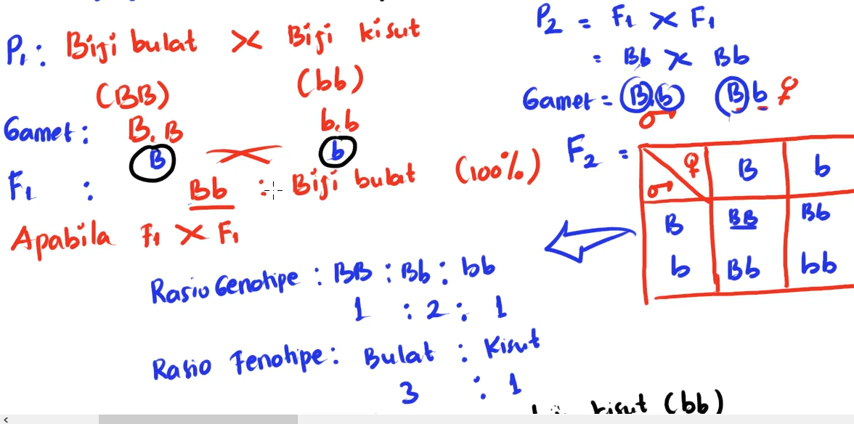 P₁ : Biji bulat × Biji kisut
(BB) (bb)
Gamet : B. B b.b
B × b
F₁ : Bb : Biji bulat (100%)
Apabila F₁ × F₁
P₂ = F₁ × F₁
= Bb × Bb
Gamet = B, b B, b ♀
♂
F₂ =
♀ B b
♂
B BB Bb
b Bb bb
Rasio Genotipe : BB : Bb : bb
1 : 2 : 1
Rasio Fenotipe : Bulat : Kisut
3 : 1
kisut (bb)